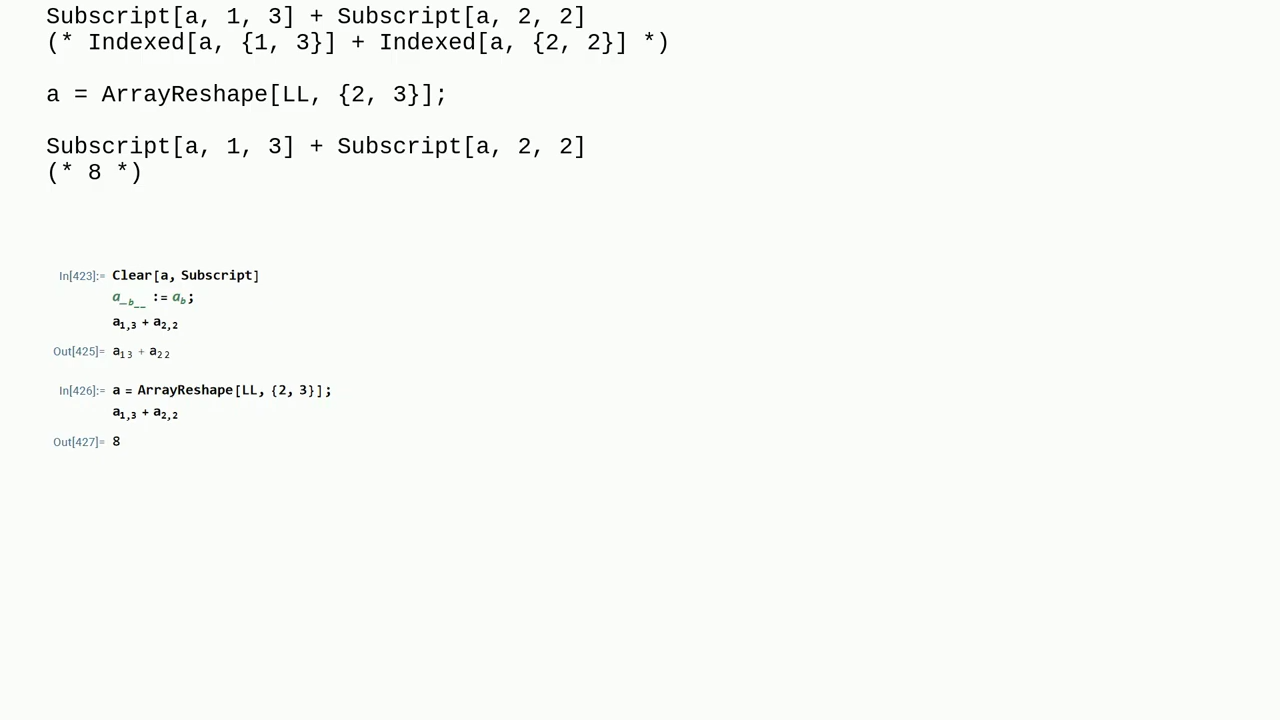 Subscript[a, 1, 3] + Subscript[a, 2, 2]
(* Indexed[a, {1, 3}] + Indexed[a, {2, 2}] *)
a = ArrayReshape[LL, {2, 3}];
Subscript[a, 1, 3] + Subscript[a, 2, 2]
(* 8 *)
In[423]:= Clear[a, Subscript]
a_b__ := ab;
a1,3 + a2,2
Out[425]= a1 3 + a2 2
In[426]:= a = ArrayReshape[LL, {2, 3}];
a1,3 + a2,2
Out[427]= 8